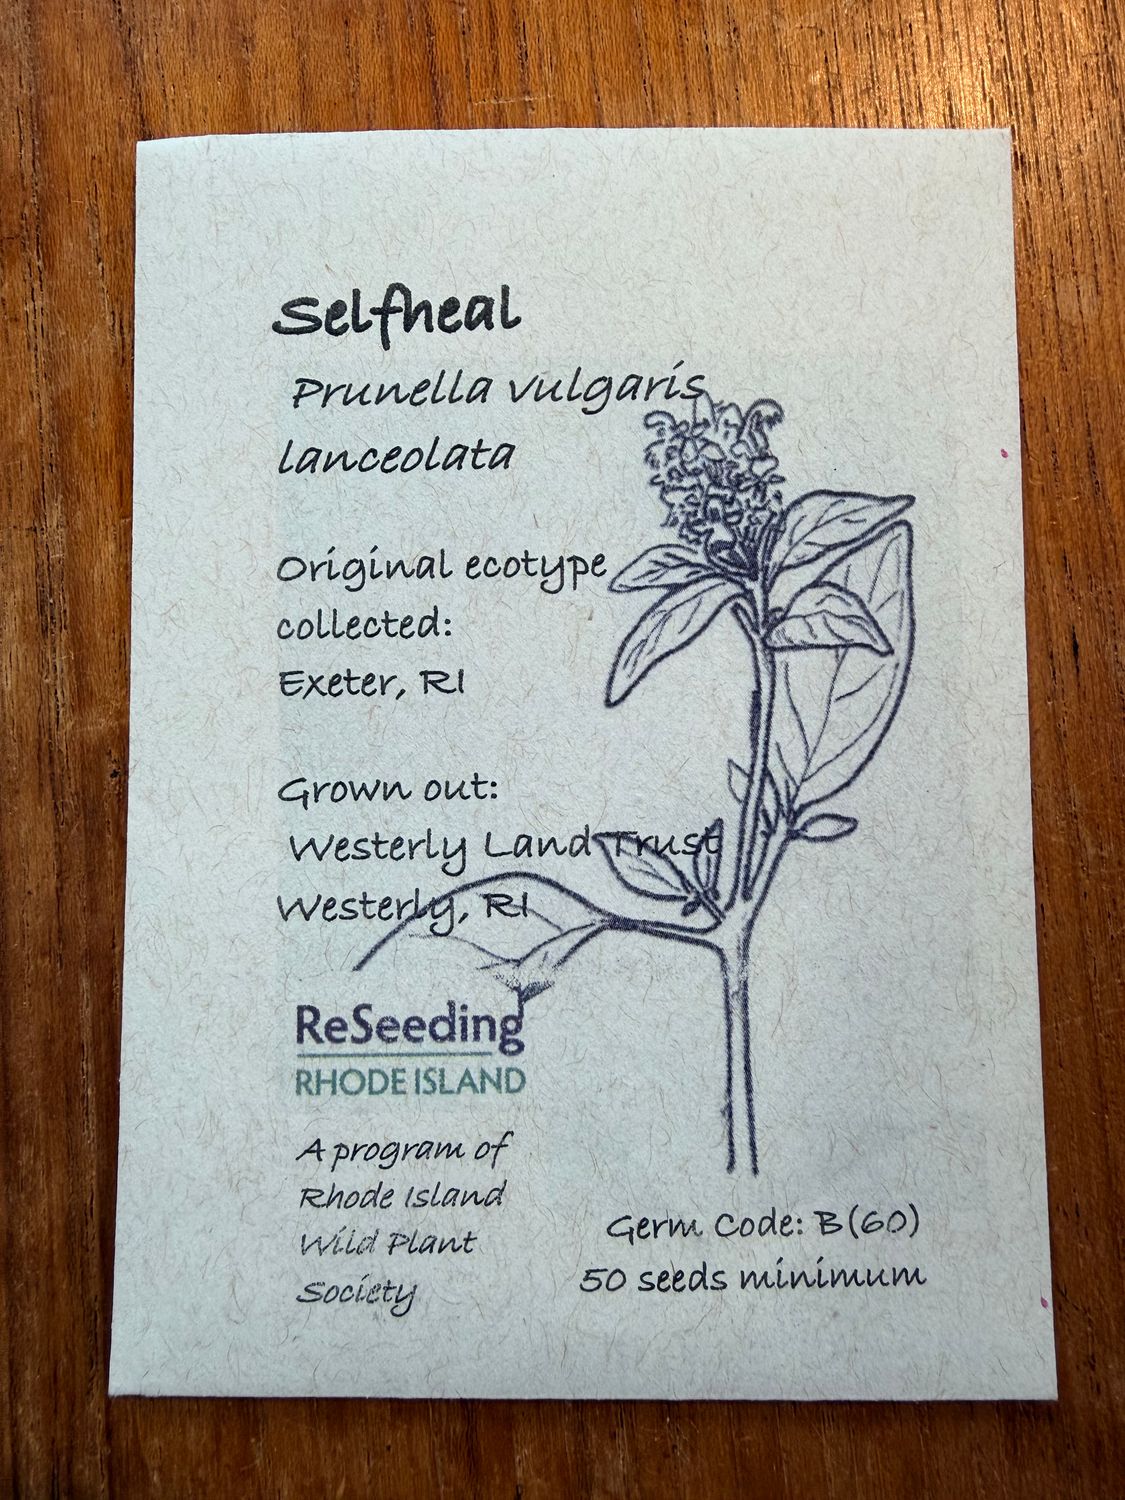 Selfheal
Prunella vulgaris
lanceolata
Original ecotype
collected:
Exeter, RI
Grown out:
Westerly Land Trust
Westerly, RI
ReSeeding
RHODE ISLAND
A program of
Rhode Island
Wild Plant
Society
Germ Code: B(60)
50 seeds minimum